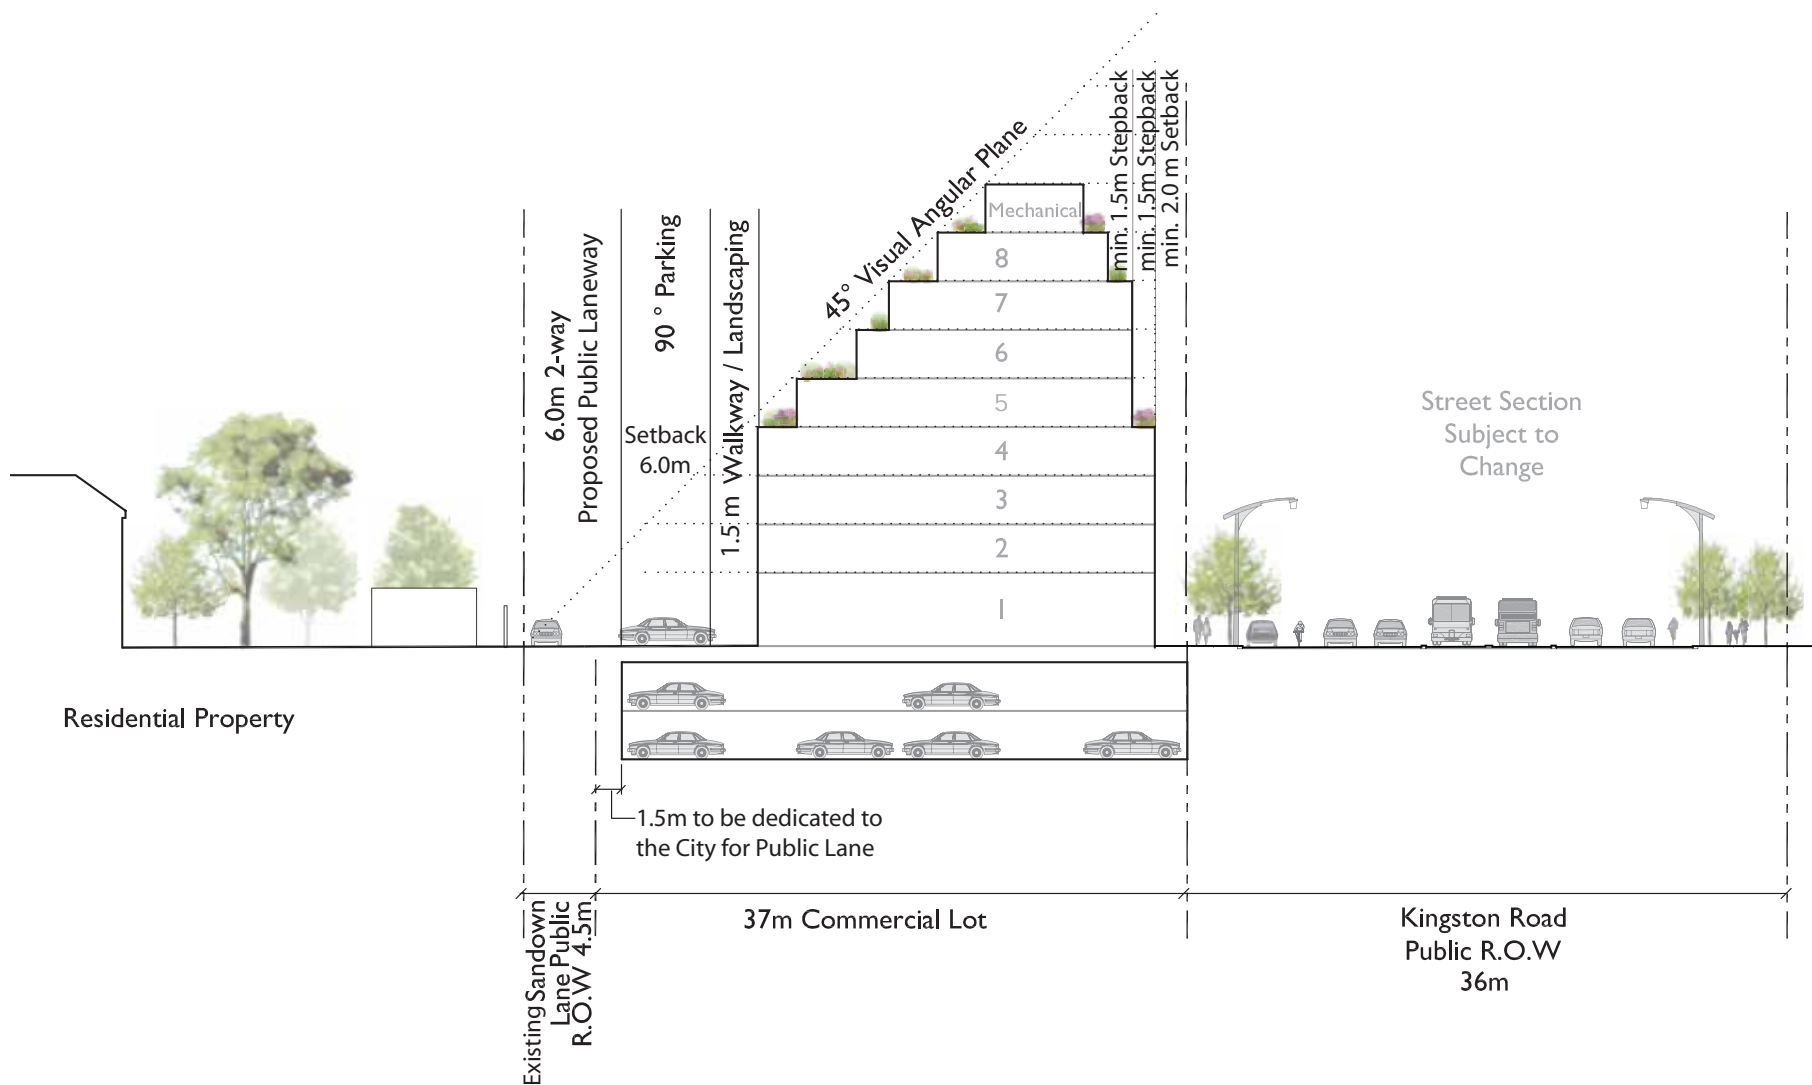 45° Visual Angular Plane
min. 1.5m Stepback
min. 1.5m Stepback
min. 2.0 m Setback
6.0m 2-way
Proposed Public Laneway
90 ° Parking
Setback
6.0m
1.5 m Walkway / Landscaping
Mechanical
8
7
6
5
4
3
2
1
Street Section
Subject to
Change
Residential Property
1.5m to be dedicated to
the City for Public Lane
Existing Sandown
Lane Public
R.O.W 4.5m
37m Commercial Lot
Kingston Road
Public R.O.W
36m